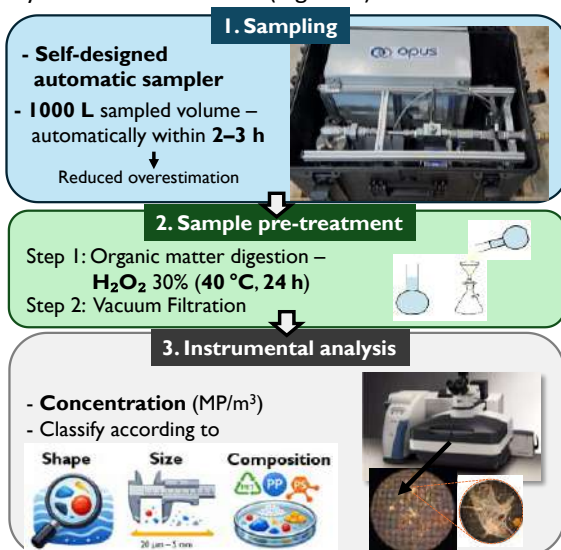 1. Sampling
- Self-designed
automatic sampler
- 1000 L sampled volume –
automatically within 2–3 h
Reduced overestimation
opus
2. Sample pre-treatment
Step 1: Organic matter digestion –
H₂O₂ 30% (40 °C, 24 h)
Step 2: Vacuum Filtration
3. Instrumental analysis
- Concentration (MP/m³)
- Classify according to
Shape Size Composition
PP PS
20 μm – 5 mm